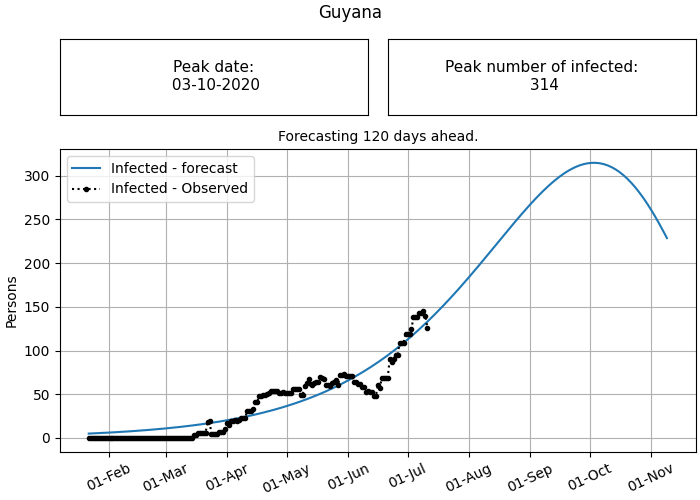 Guyana
Peak date:
03-10-2020
Peak number of infected:
314
Forecasting 120 days ahead.
Infected - forecast
Infected - Observed
Persons
300
250
200
150
100
50
0
01-Feb
01-Mar
01-Apr
01-May
01-Jun
01-Jul
01-Aug
01-Sep
01-Oct
01-Nov